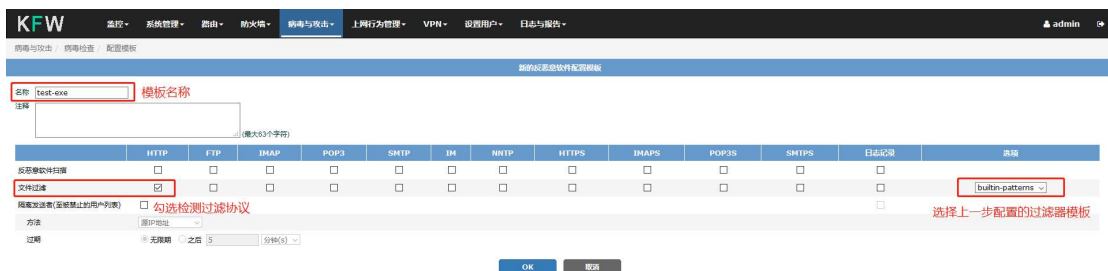 KFW 监控 系统管理 路由 防火墙 病毒与攻击 上网行为管理 VPN 设置用户 日志与报告 admin
病毒与攻击 / 病毒检查 / 配置模板
新的反恶意软件配置模板
名称 test-exe 模板名称
注释
(最大63个字符)
HTTP FTP IMAP POP3 SMTP IM NNTP HTTPS IMAPS POP3S SMTPS 日志记录 选项
反恶意软件扫描
文件过滤 builtin-patterns
隔离发送者(至被禁止的用户列表) 勾选检测过滤协议 选择上一步配置的过滤器模板
方法 源IP地址
过期 无限期 之后 5 分钟(s)
OK 取消